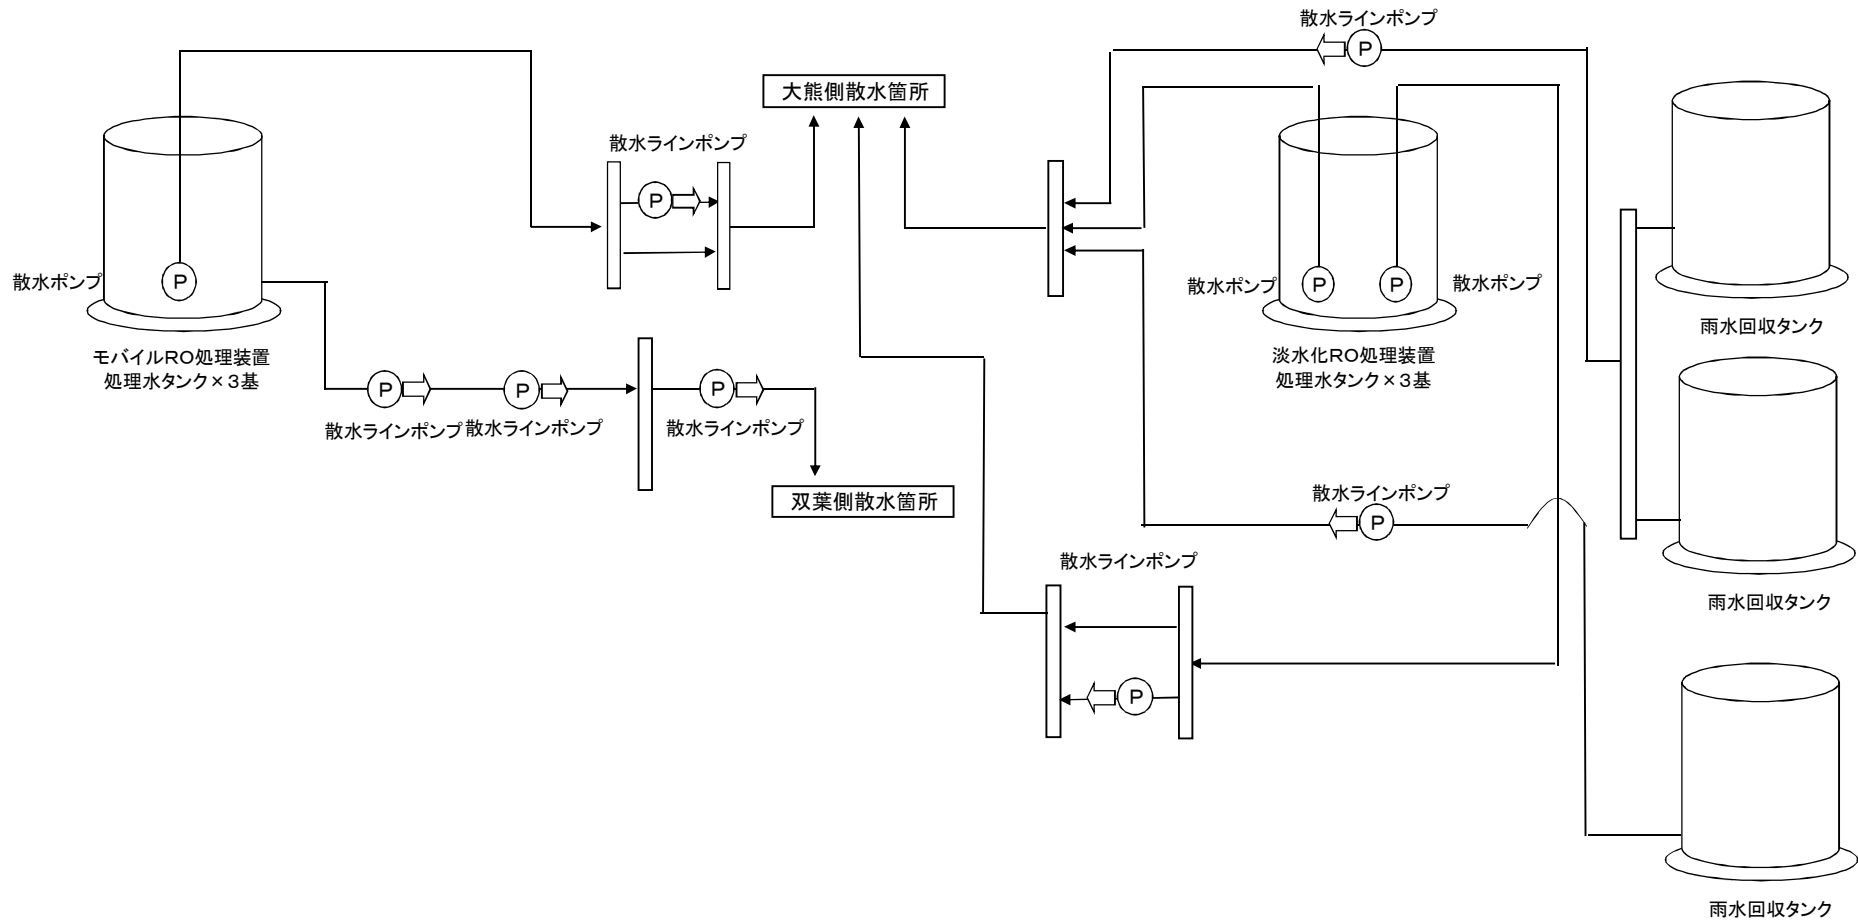 散水ラインポンプ
P
大熊側散水箇所
散水ラインポンプ
P
散水ポンプ
P
モバイルRO処理装置
処理水タンク×3基
散水ポンプ
P
P
散水ポンプ
淡水化RO処理装置
処理水タンク×3基
雨水回収タンク
P
P
P
散水ラインポンプ
散水ラインポンプ
散水ラインポンプ
双葉側散水箇所
散水ラインポンプ
P
散水ラインポンプ
P
雨水回収タンク
雨水回収タンク